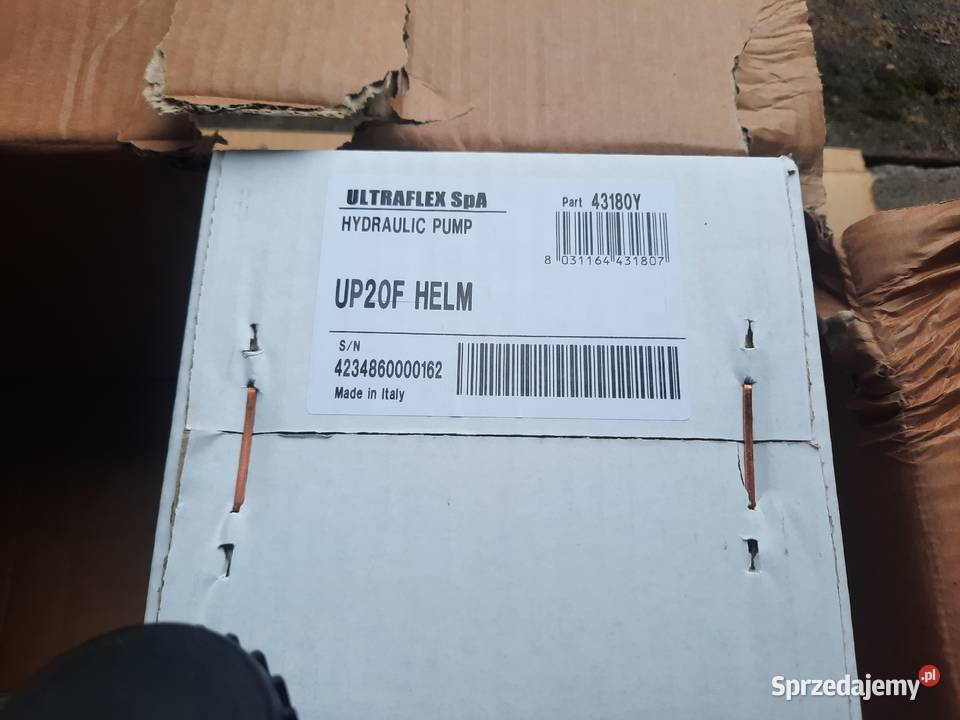 ULTRAFLEX SpA
HYDRAULIC PUMP
Part 43180Y
8 031164 431807
UP20F HELM
S/N
4234860000162
Made in Italy
Sprzedajemy.pl